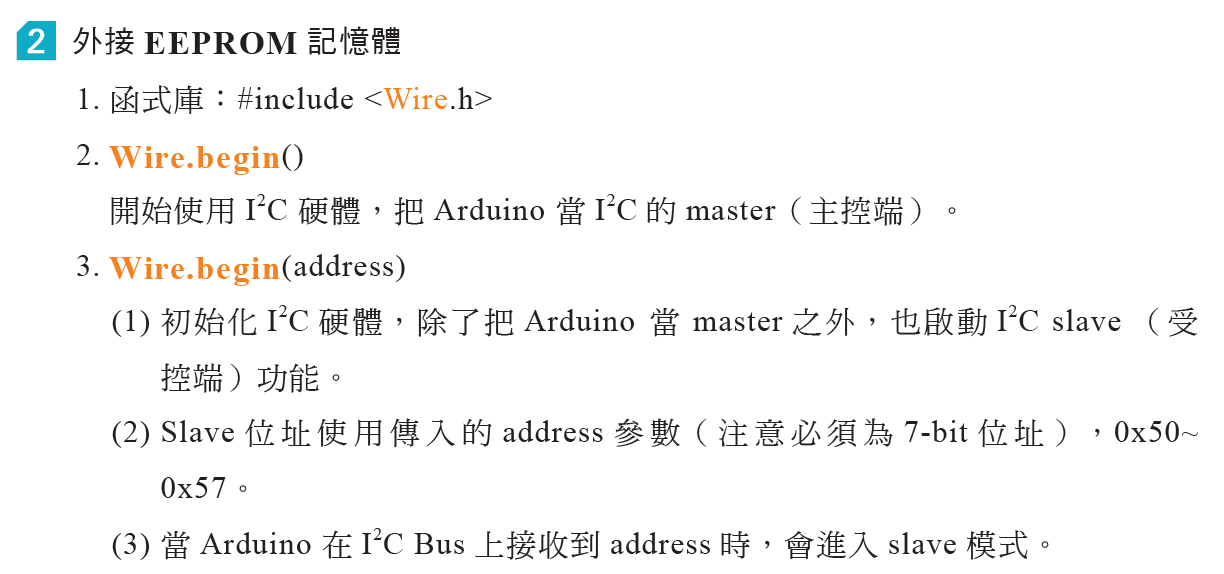 2 外接 EEPROM 記憶體
1. 函式庫：#include <Wire.h>
2. Wire.begin()
開始使用 I²C 硬體，把 Arduino 當 I²C 的 master（主控端）。
3. Wire.begin(address)
(1) 初始化 I²C 硬體，除了把 Arduino 當 master 之外，也啟動 I²C slave （受
控端）功能。
(2) Slave 位址使用傳入的 address 參數（注意必須為 7-bit 位址），0x50~
0x57。
(3) 當 Arduino 在 I²C Bus 上接收到 address 時，會進入 slave 模式。